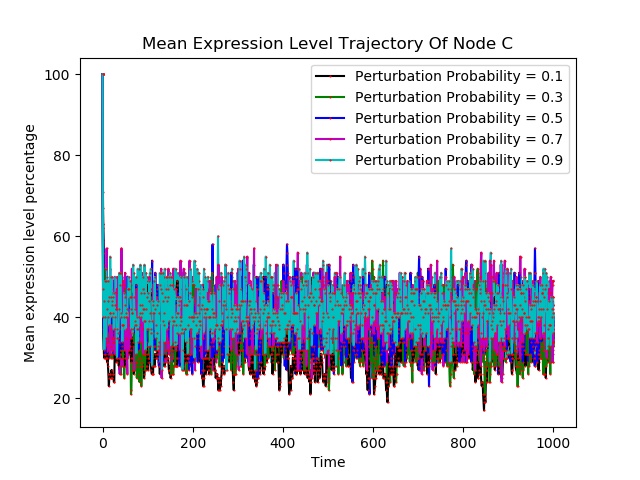 Mean Expression Level Trajectory Of Node C
Perturbation Probability = 0.1
Perturbation Probability = 0.3
Perturbation Probability = 0.5
Perturbation Probability = 0.7
Perturbation Probability = 0.9
Mean expression level percentage
100
80
60
40
20
0 200 400 600 800 1000
Time